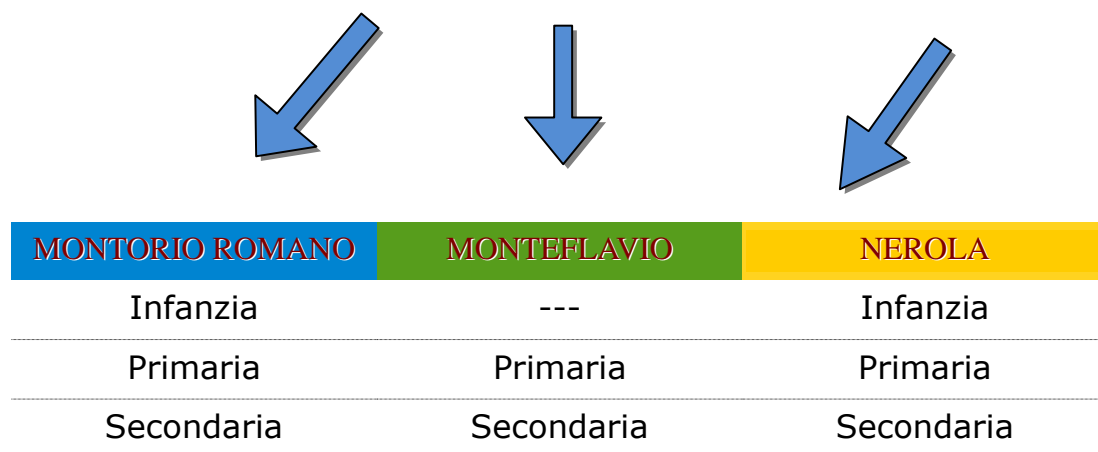 MONTORIO ROMANO MONTEFLAVIO NEROLA
Infanzia --- Infanzia
Primaria Primaria Primaria
Secondaria Secondaria Secondaria